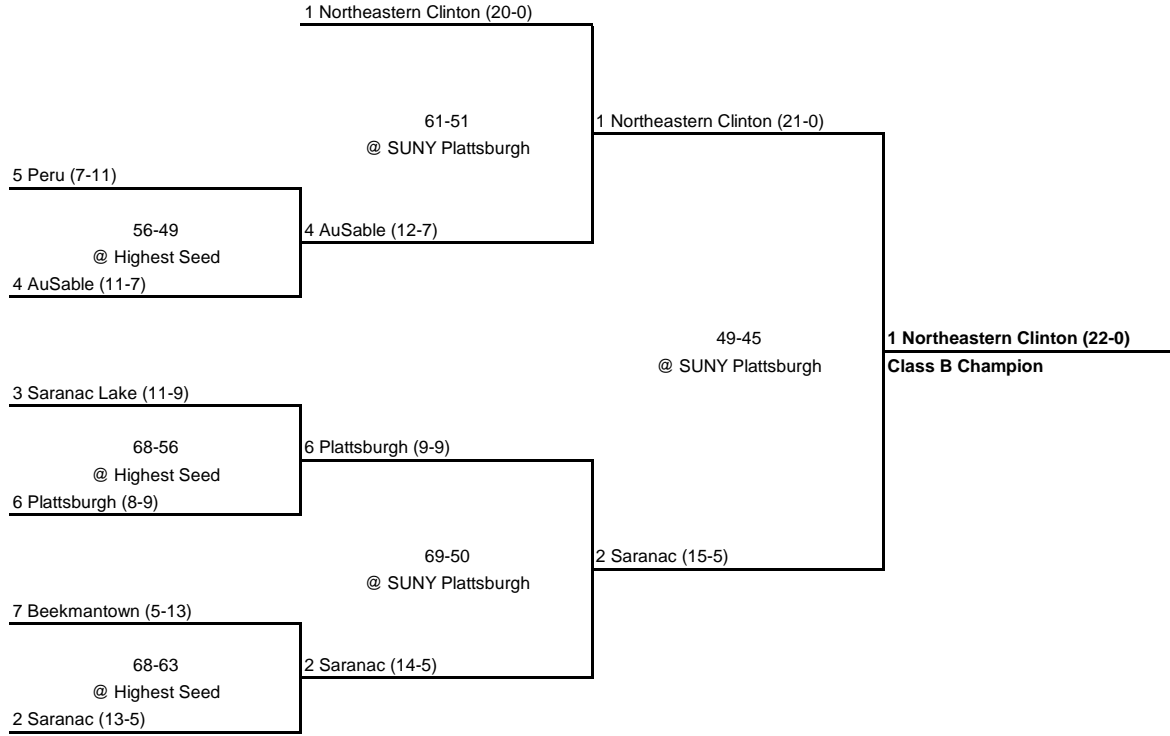 1 Northeastern Clinton (20-0)
61-51
@ SUNY Plattsburgh
1 Northeastern Clinton (21-0)
5 Peru (7-11)
56-49
@ Highest Seed
4 AuSable (12-7)
4 AuSable (11-7)
49-45
@ SUNY Plattsburgh
1 Northeastern Clinton (22-0)
Class B Champion
3 Saranac Lake (11-9)
68-56
@ Highest Seed
6 Plattsburgh (9-9)
6 Plattsburgh (8-9)
69-50
@ SUNY Plattsburgh
2 Saranac (15-5)
7 Beekmantown (5-13)
68-63
@ Highest Seed
2 Saranac (14-5)
2 Saranac (13-5)